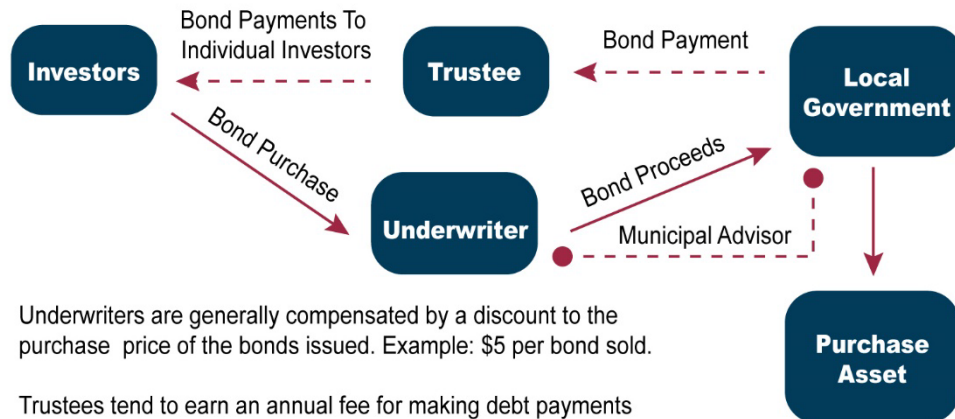 Bond Payments To
Individual Investors
Bond Payment
Investors
Trustee
Local
Government
Bond Purchase
Bond Proceeds
Underwriter
Municipal Advisor
Underwriters are generally compensated by a discount to the
purchase price of the bonds issued. Example: $5 per bond sold.
Purchase
Asset
Trustees tend to earn an annual fee for making debt payments